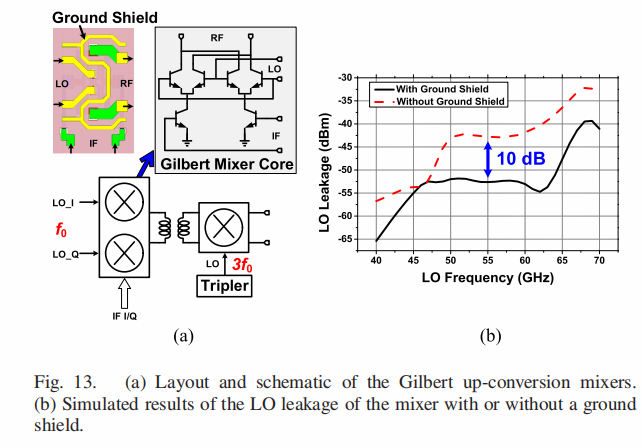 Ground Shield
LO
RF
IF
RF
LO
IF
Gilbert Mixer Core
LO_I
f0
LO_Q
IF I/Q
LO
3f0
Tripler
(a)
With Ground Shield
Without Ground Shield
10 dB
LO Leakage (dBm)
-30
-35
-40
-45
-50
-55
-60
-65
40
45
50
55
60
65
70
LO Frequency (GHz)
(b)
Fig. 13. (a) Layout and schematic of the Gilbert up-conversion mixers.
(b) Simulated results of the LO leakage of the mixer with or without a ground
shield.